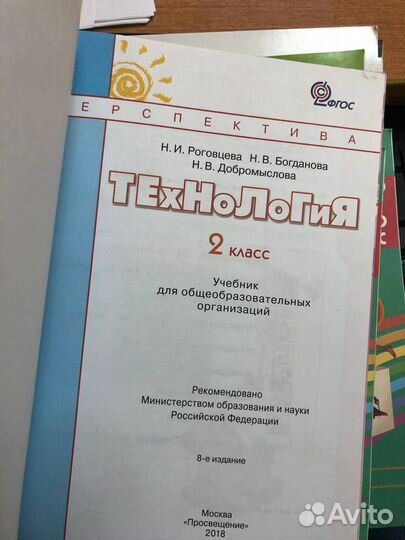 ФГОС
ЕРСПЕКТИВА
Н. И. Роговцева Н. В. Богданова
Н. В. Добромыслова
ТЕхНоЛоГиЯ
2 класс
Учебник
для общеобразовательных
организаций
Рекомендовано
Министерством образования и науки
Российской Федерации
8-е издание
Москва
«Просвещение»
2018
Avito